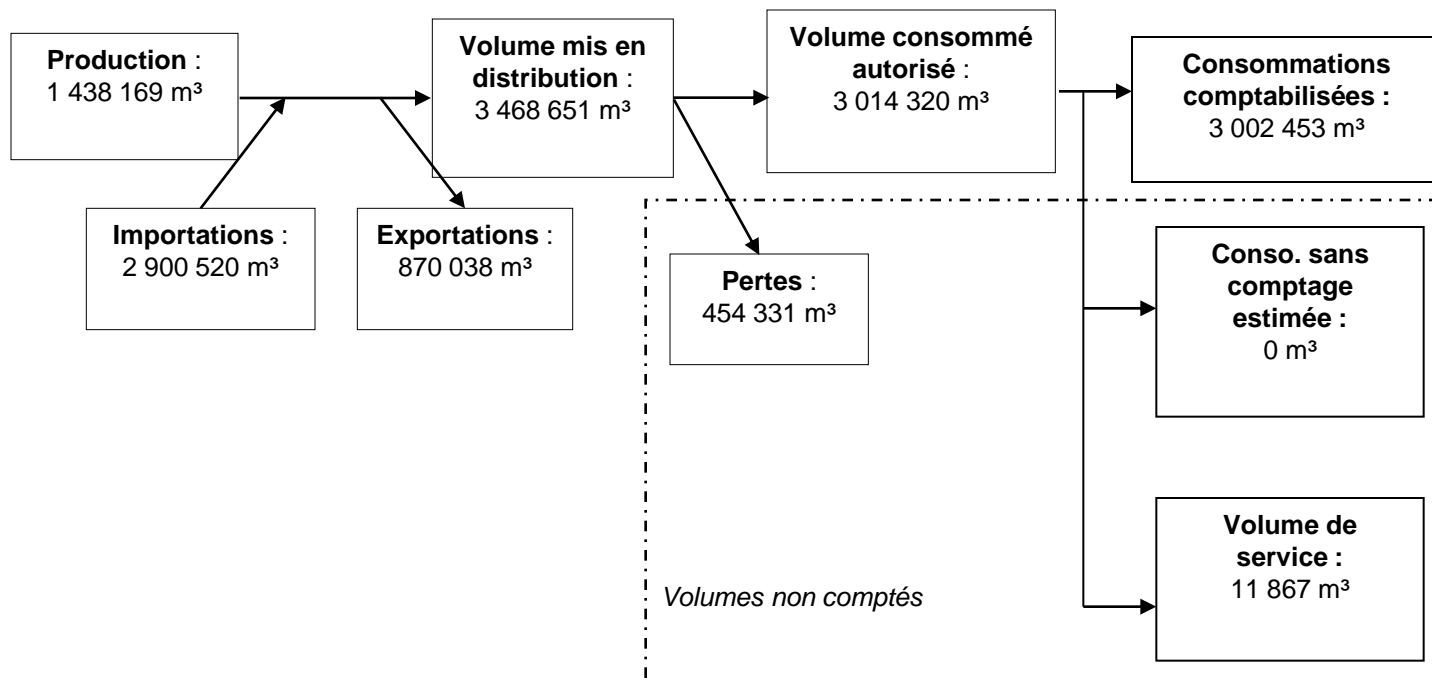 Production :
1 438 169 m³
Volume mis en
distribution :
3 468 651 m³
Volume consommé
autorisé :
3 014 320 m³
Consommations
comptabilisées :
3 002 453 m³
Importations :
2 900 520 m³
Exportations :
870 038 m³
Pertes :
454 331 m³
Conso. sans
comptage
estimée :
0 m³
Volume de
service :
11 867 m³
Volumes non comptés